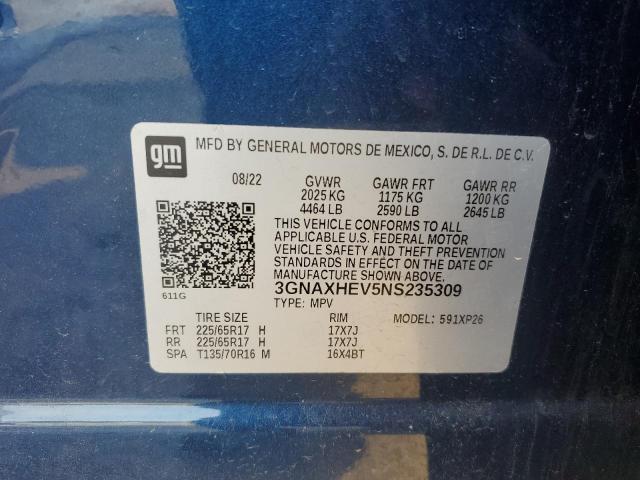 gm
MFD BY GENERAL MOTORS DE MEXICO, S. DE R.L. DE C.V.
08/22 GVWR GAWR FRT GAWR RR
2025 KG 1175 KG 1200 KG
4464 LB 2590 LB 2645 LB
THIS VEHICLE CONFORMS TO ALL
APPLICABLE U.S. FEDERAL MOTOR
VEHICLE SAFETY AND THEFT PREVENTION
STANDARDS IN EFFECT ON THE DATE OF
MANUFACTURE SHOWN ABOVE.
611G
3GNAXHEV5NS235309
TYPE: MPV
TIRE SIZE RIM MODEL: 591XP26
FRT 225/65R17 H 17X7J
RR 225/65R17 H 17X7J
SPA T135/70R16 M 16X4BT